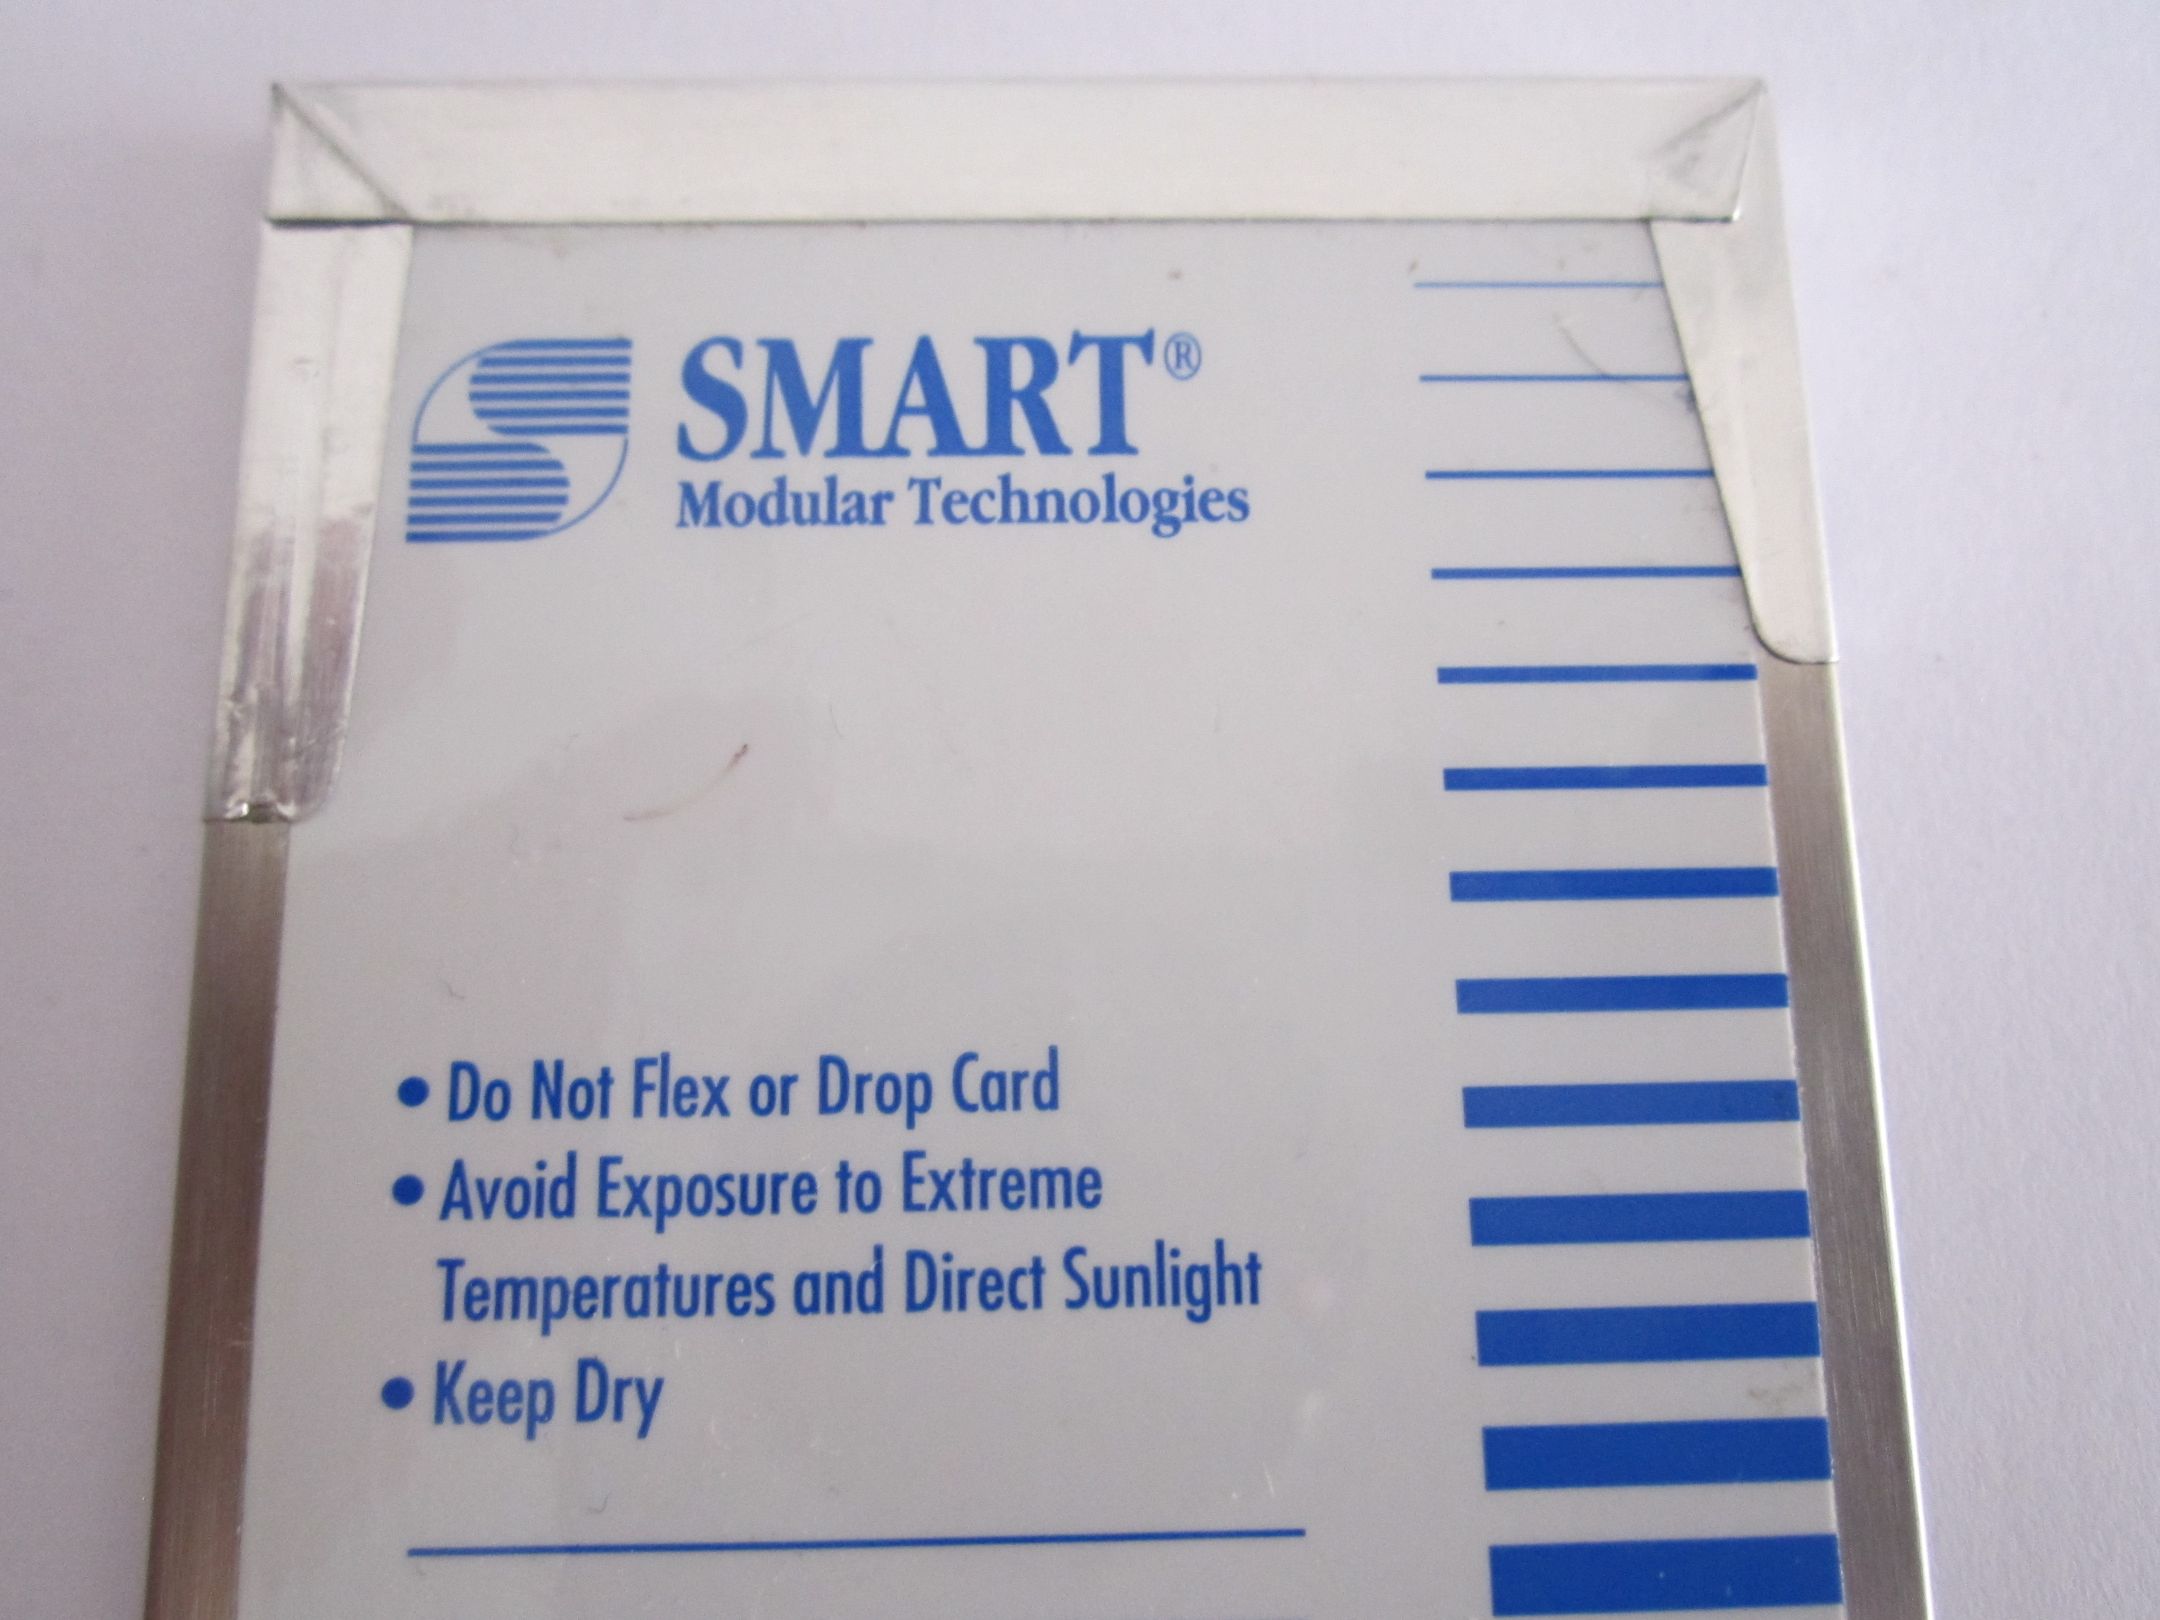 SMART®
Modular Technologies
• Do Not Flex or Drop Card
• Avoid Exposure to Extreme
Temperatures and Direct Sunlight
• Keep Dry